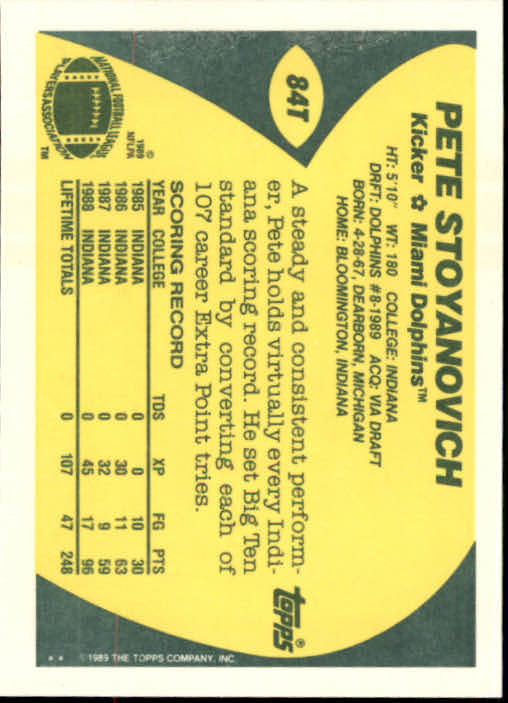 84T
PETE STOYANOVICH
Kicker ✪ Miami Dolphins™
HT: 5'10" WT: 180 COLLEGE: INDIANA
DRFT: DOLPHINS #8-1989 ACQ: VIA DRAFT
BORN: 4-28-67, DEARBORN, MICHIGAN
HOME: BLOOMINGTON, INDIANA
A steady and consistent perform-
er, Pete holds virtually every Indi-
ana scoring record. He set Big Ten
standard by converting each of
107 career Extra Point tries.
topps®
SCORING RECORD
YEAR COLLEGE TDS XP FG PTS
1985 INDIANA 0 0 10 30
1986 INDIANA 0 30 11 63
1987 INDIANA 0 32 9 59
1988 INDIANA 0 45 17 96
LIFETIME TOTALS 0 107 47 248
NATIONAL FOOTBALL LEAGUE
PLAYERS ASSOCIATION
™
©
1989
NFLPA
** ©1989 THE TOPPS COMPANY, INC.